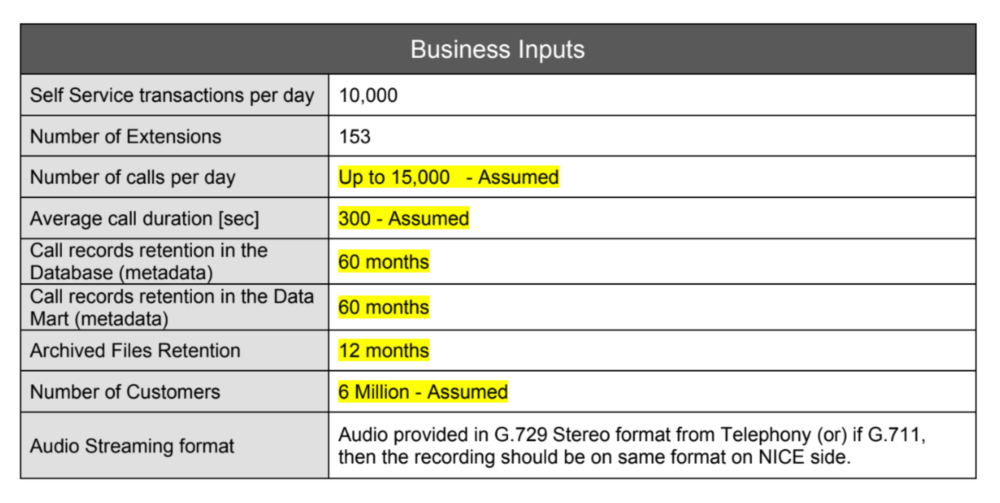 Business Inputs
Self Service transactions per day
10,000
Number of Extensions
153
Number of calls per day
Up to 15,000   - Assumed
Average call duration [sec]
300 - Assumed
Call records retention in the
Database (metadata)
60 months
Call records retention in the Data
Mart (metadata)
60 months
Archived Files Retention
12 months
Number of Customers
6 Million - Assumed
Audio Streaming format
Audio provided in G.729 Stereo format from Telephony (or) if G.711,
then the recording should be on same format on NICE side.